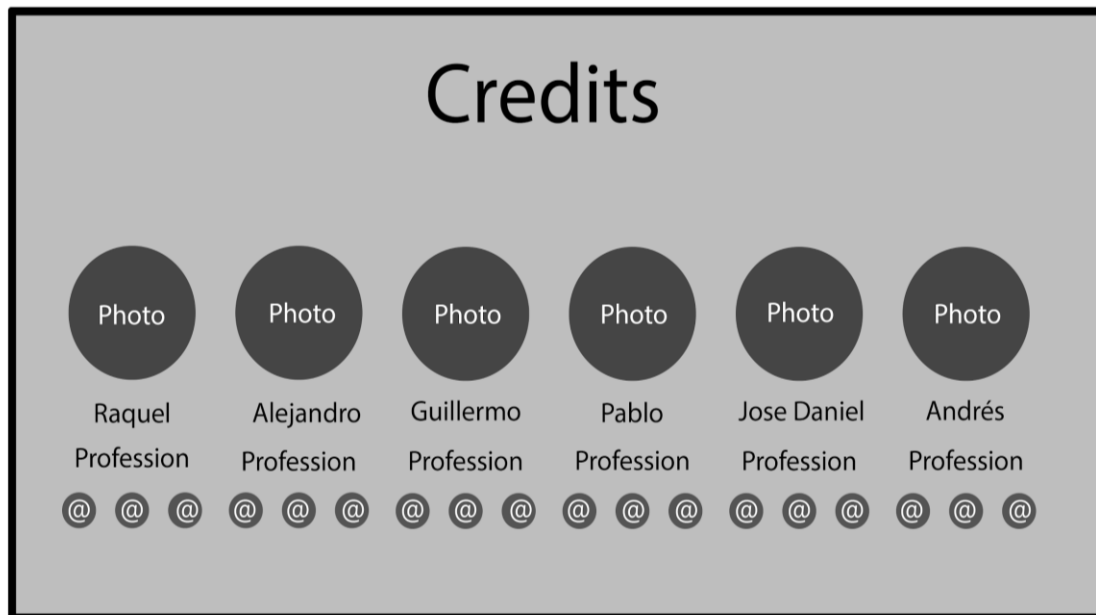 Credits
Photo Photo Photo Photo Photo Photo
Raquel Alejandro Guillermo Pablo Jose Daniel Andrés
Profession Profession Profession Profession Profession Profession
@ @ @ @ @ @ @ @ @ @ @ @ @ @ @ @ @ @